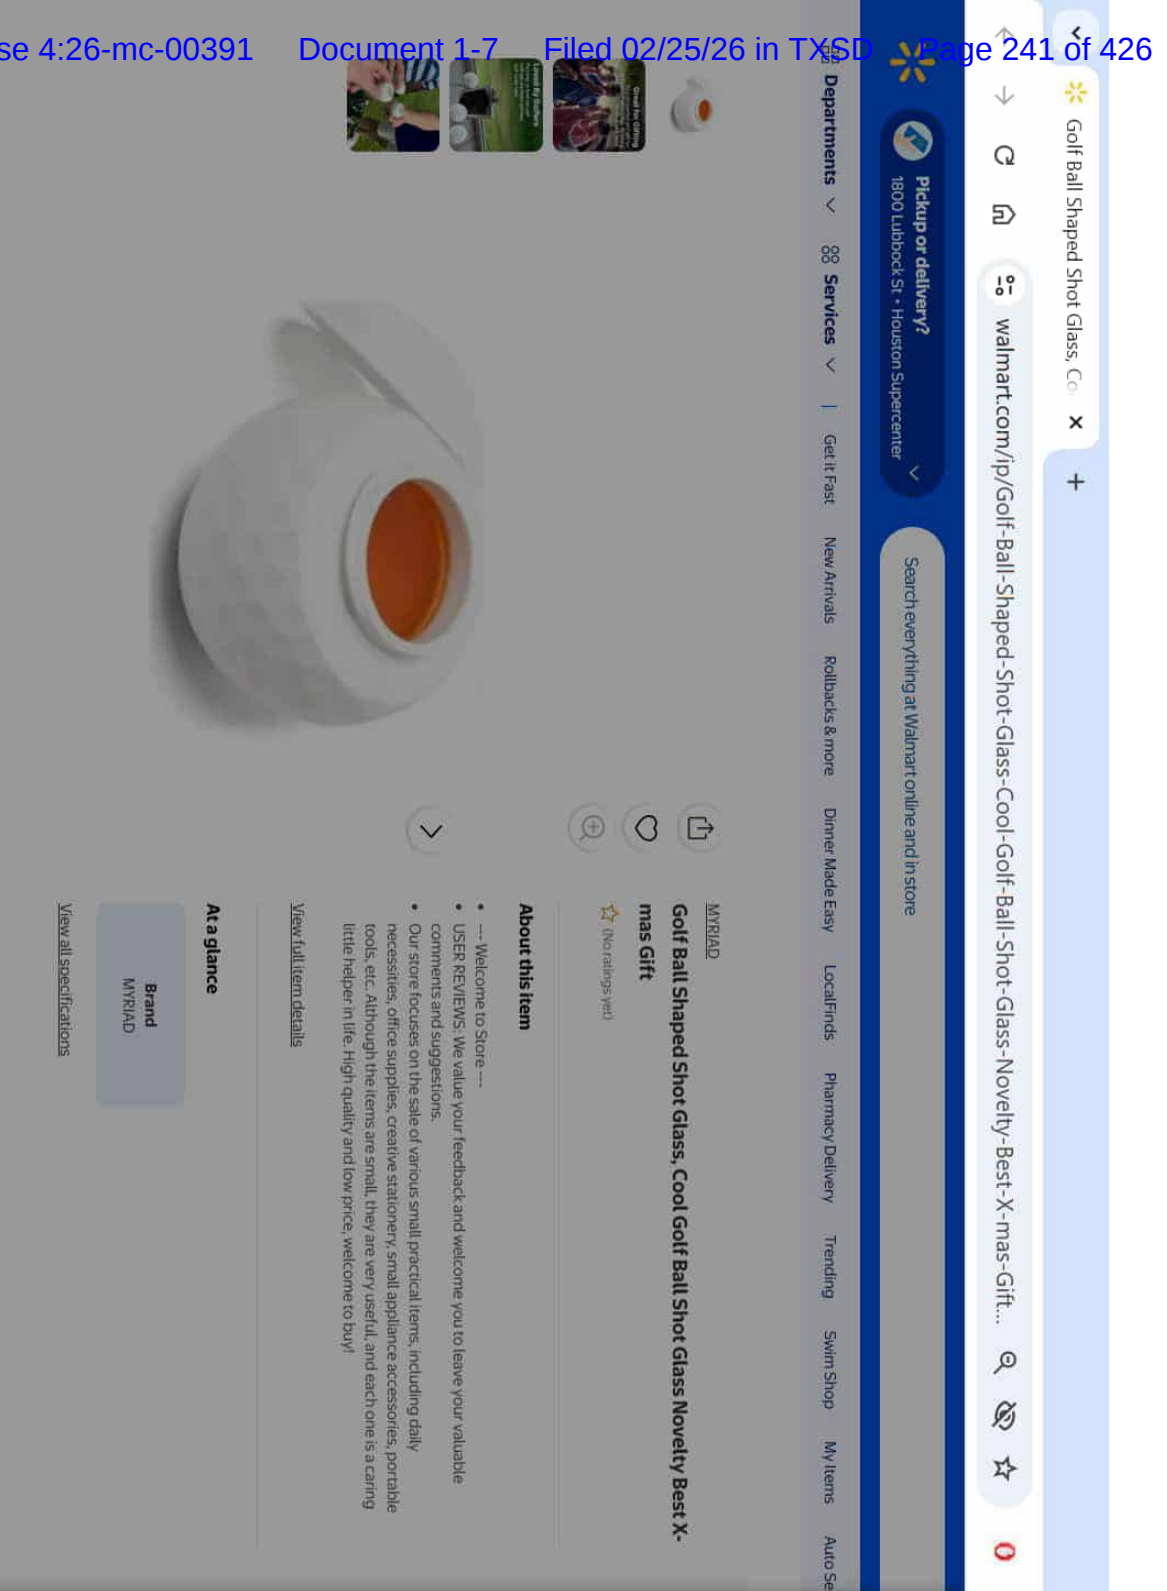 se 4:26-mc-00391 Document 1-7 Filed 02/25/26 in TXSD Page 241 of 426
Golf Ball Shaped Shot Glass, Co
walmart.com/ip/Golf-Ball-Shaped-Shot-Glass-Cool-Golf-Ball-Shot-Glass-Novelty-Best-X-mas-Gift...
Pickup or delivery?
1800 Lubbock St • Houston Supercenter
Search everything at Walmart online and in store
Departments Services | Get it Fast New Arrivals Rollbacks & more Dinner Made Easy Local Finds Pharmacy Delivery Trending Swim Shop My Items Auto Se
Great for Gifting
MYRIAD
Golf Ball Shaped Shot Glass, Cool Golf Ball Shot Glass Novelty Best X-
mas Gift
(No ratings yet)
About this item
• --- Welcome to Store ---
• USER REVIEWS: We value your feedback and welcome you to leave your valuable
comments and suggestions.
• Our store focuses on the sale of various small practical items, including daily
necessities, office supplies, creative stationery, small appliance accessories, portable
tools, etc. Although the items are small, they are very useful, and each one is a caring
little helper in life. High quality and low price, welcome to buy!
View full item details
At a glance
Brand
MYRIAD
View all specifications